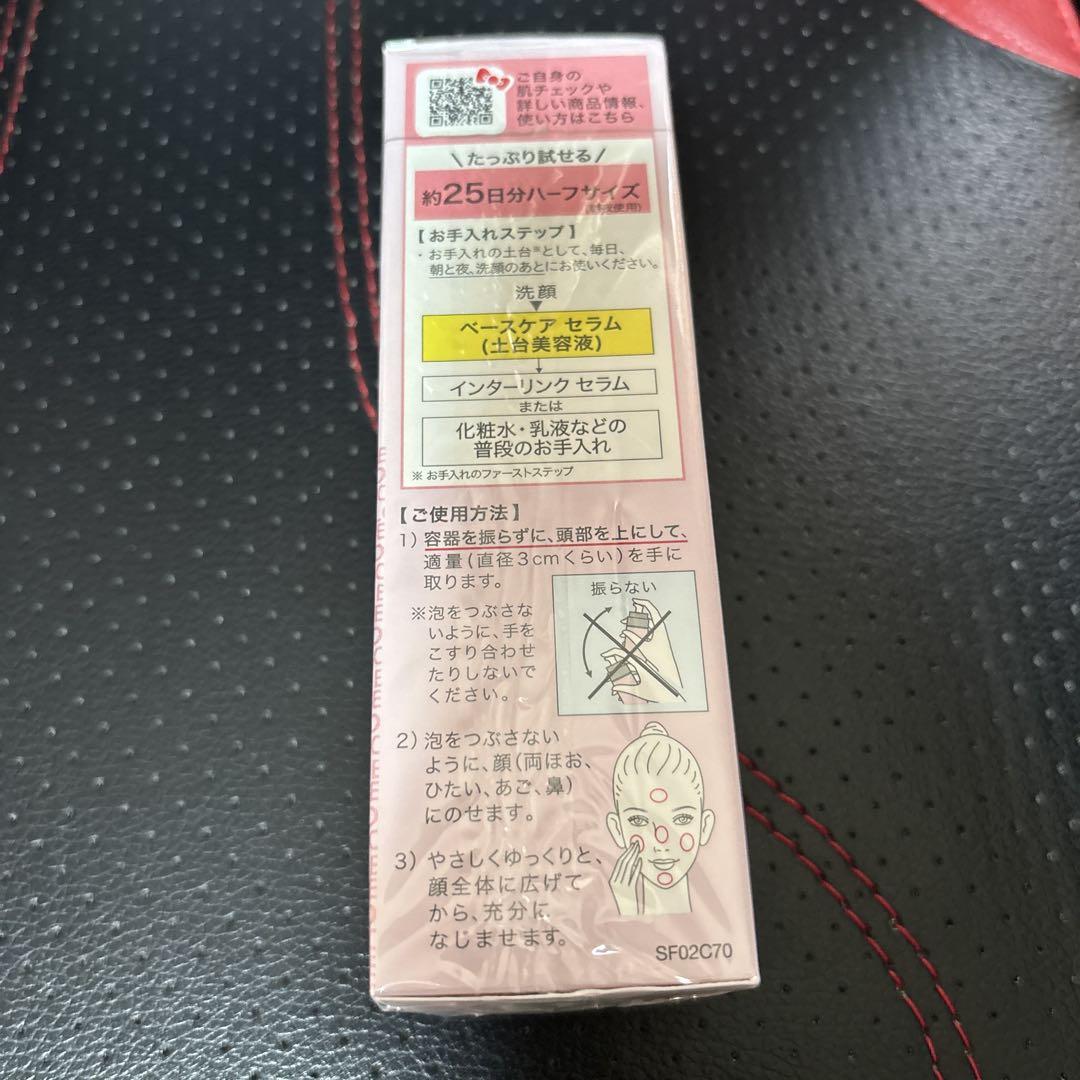 ご自身の
肌チェックや
詳しい商品情報、
使い方はこちら
\たっぷり試せる/
約25日分ハーフサイズ
【お手入れステップ】
・お手入れの土台※として、毎日、
朝と夜、洗顔のあとにお使いください。
洗顔
ベースケア セラム
(土台美容液)
インターリンク セラム
または
化粧水・乳液などの
普段のお手入れ
※ お手入れのファーストステップ
【ご使用方法】
1) 容器を振らずに、頭部を上にして、
適量(直径3cmくらい)を手に
取ります。
振らない
※泡をつぶさな
いように、手を
こすり合わせ
たりしないで
ください。
2) 泡をつぶさない
ように、顔(両ほお、
ひたい、あご、鼻)
にのせます。
3) やさしくゆっくりと、
顔全体に広げて
から、充分に
なじませます。
SF02C70